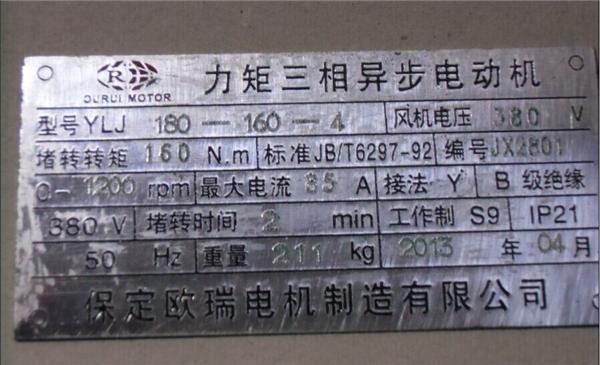 R 力矩三相异步电动机
OURUI MOTOR
型号YLJ 180-160-4 风机电压 380 V
堵转转矩 160 N.m 标准JB/T6297-92 编号JX2801
0-1200 rpm 最大电流 85 A 接法 Y B 级绝缘
380 V 堵转时间 2 min 工作制 S9 IP21
50 Hz 重量 211 kg 2013 年 04月
保定欧瑞电机制造有限公司